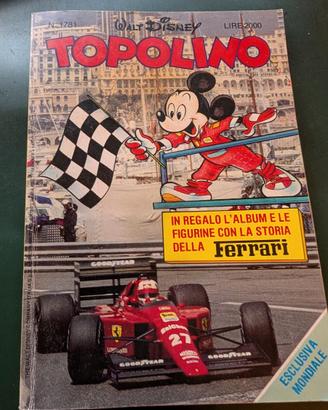 N. 1781
WALT DISNEY
LIRE 2000
TOPOLINO
IN REGALO L'ALBUM E LE
FIGURINE CON LA STORIA
DELLA Ferrari
GOODYEAR
27
GOODYEAR
ESCLUSIVA
MONDIALE